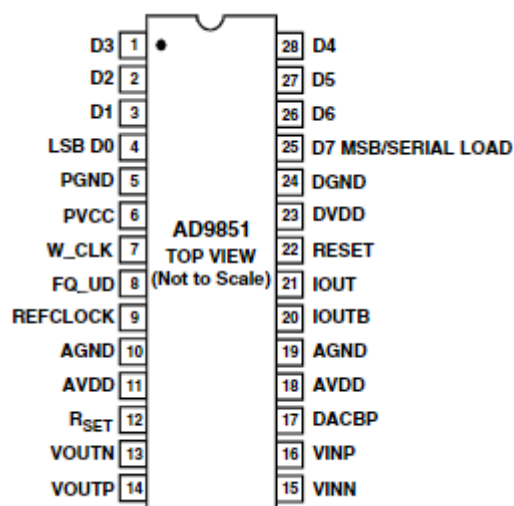 D3 1 28 D4
D2 2 27 D5
D1 3 26 D6
LSB D0 4 25 D7 MSB/SERIAL LOAD
PGND 5 24 DGND
PVCC 6 AD9851 23 DVDD
W_CLK 7 TOP VIEW 22 RESET
FQ_UD 8 (Not to Scale) 21 IOUT
REFCLOCK 9 20 IOUTB
AGND 10 19 AGND
AVDD 11 18 AVDD
RSET 12 17 DACBP
VOUTN 13 16 VINP
VOUTP 14 15 VINN